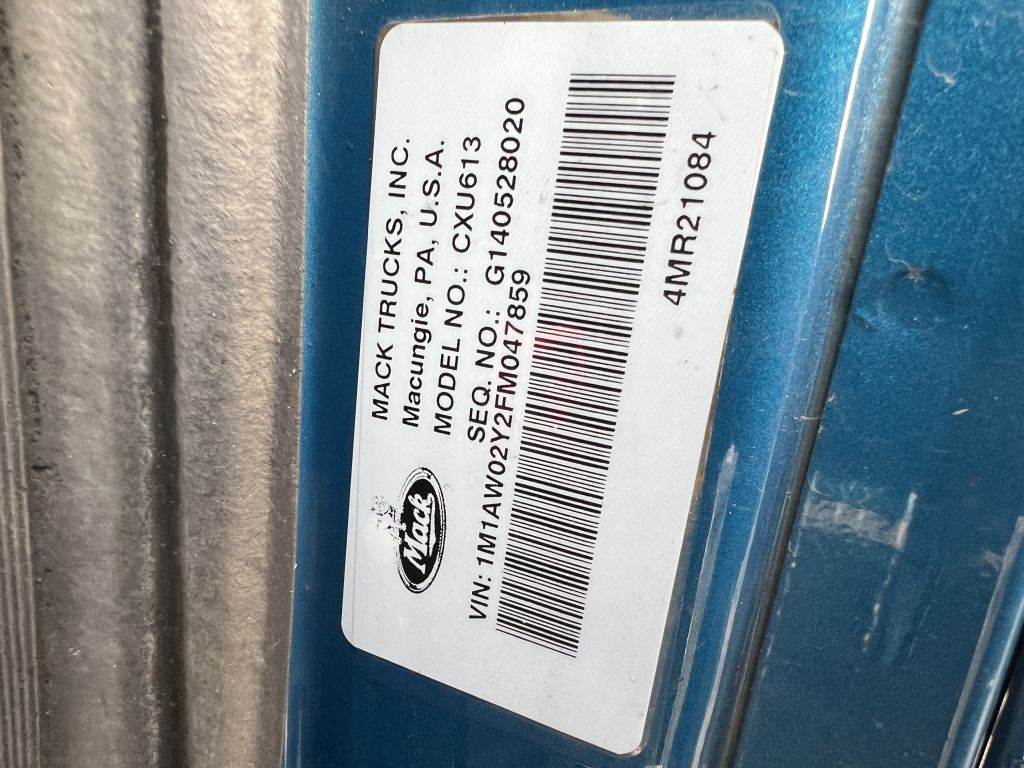 MACK TRUCKS, INC.
Macungie, PA, U.S.A.
MODEL NO.: CXU613
SEQ. NO.: G140528020
Mack
VIN: 1M1AW02Y2FM047859
4MR21084